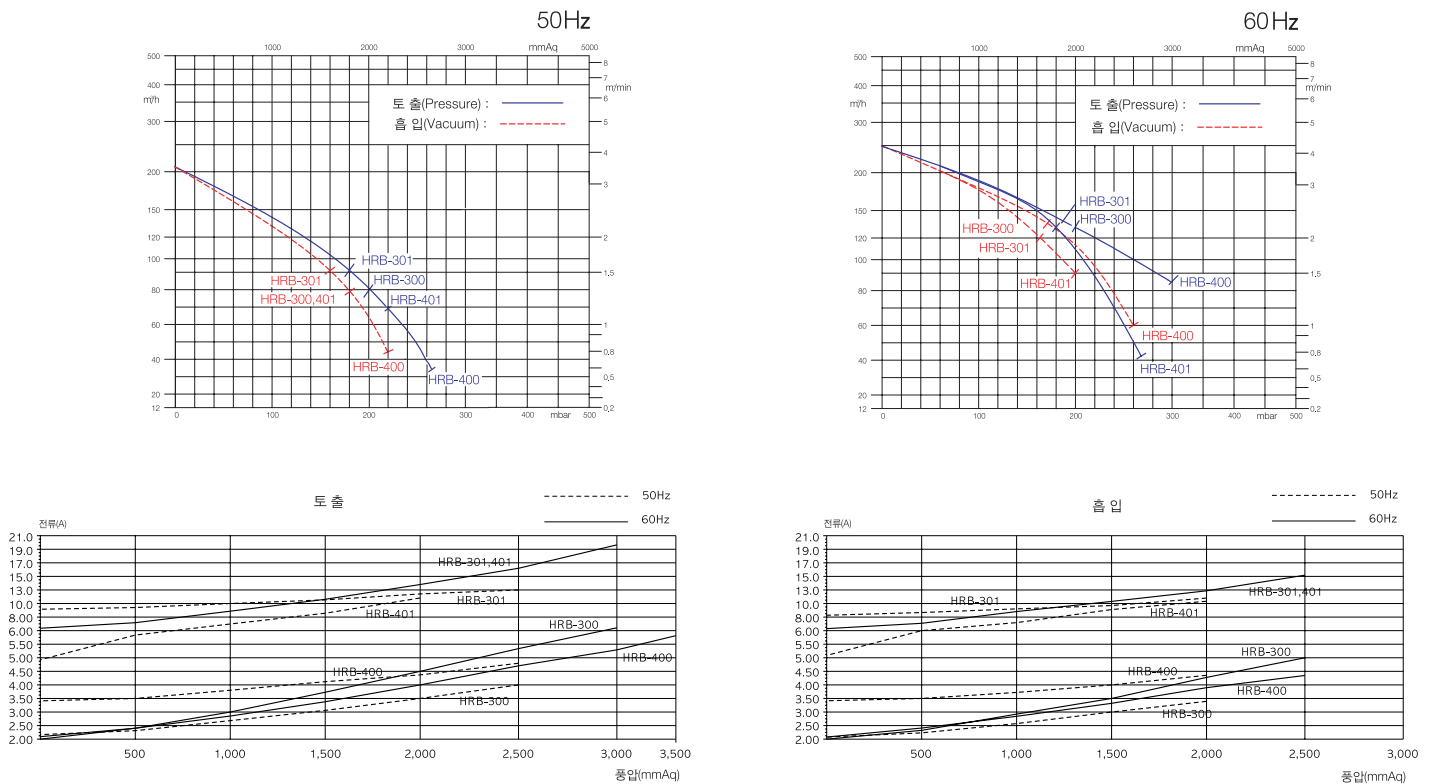 50Hz
1000 2000 3000 mmAq 5000
500
400
m³/h
300
200
150
120
100
80
60
40
20
12
8
7
m³/min
6
5
4
3
2
1,5
1
0,8
0,5
0,2
토 출(Pressure) :
흡 입(Vacuum) :
HRB-301
HRB-300
HRB-401
HRB-400
HRB-301
HRB-300,401
HRB-400
0 100 200 300 400 mbar 500
60Hz
1000 2000 3000 mmAq 5000
500
400
m³/h
300
200
150
120
100
80
60
40
20
12
8
7
m³/min
6
5
4
3
2
1,5
1
0,8
0,5
0,2
토 출(Pressure) :
흡 입(Vacuum) :
HRB-301
HRB-300
HRB-300
HRB-301
HRB-401
HRB-400
HRB-400
HRB-401
0 100 200 300 400 mbar 500
토 출
50Hz
60Hz
전류(A)
21.0
19.0
17.0
15.0
13.0
10.0
8.00
6.00
5.50
5.00
4.50
4.00
3.50
3.00
2.50
2.00
HRB-301,401
HRB-301
HRB-401
HRB-300
HRB-400
HRB-400
HRB-300
500 1,000 1,500 2,000 2,500 3,000 3,500
풍압(mmAq)
흡 입
50Hz
60Hz
전류(A)
21.0
19.0
17.0
15.0
13.0
10.0
8.00
6.00
5.50
5.00
4.50
4.00
3.50
3.00
2.50
2.00
HRB-301
HRB-301,401
HRB-401
HRB-300
HRB-400
HRB-400
HRB-300
500 1,000 1,500 2,000 2,500 3,000
풍압(mmAq)